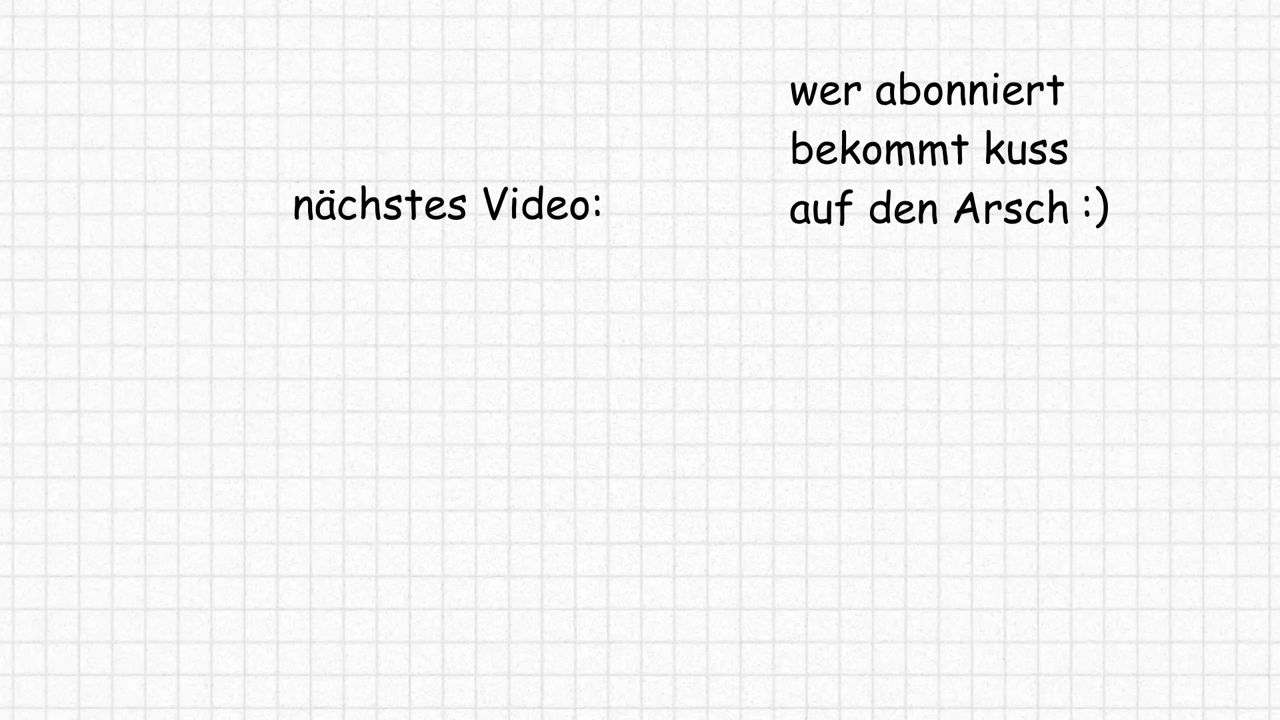 nächstes Video:
wer abonniert
bekommt kuss
auf den Arsch :)